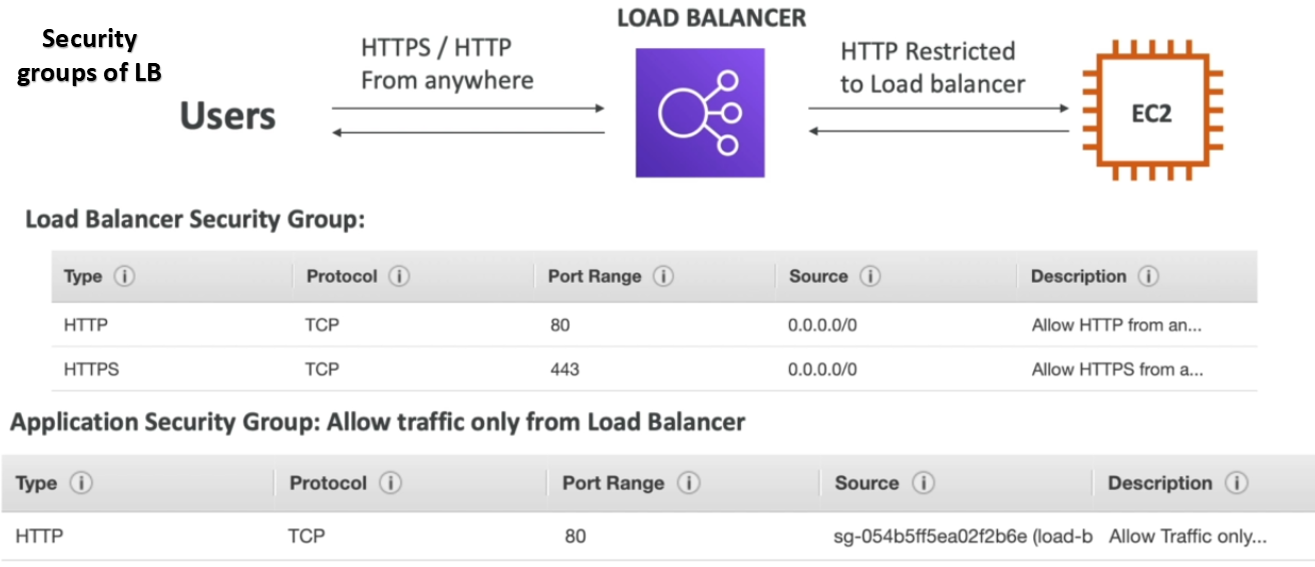 LOAD BALANCER
Security
groups of LB
HTTPS / HTTP
From anywhere
HTTP Restricted
to Load balancer
Users
EC2
Load Balancer Security Group:
Type Protocol Port Range Source Description
HTTP TCP 80 0.0.0.0/0 Allow HTTP from an...
HTTPS TCP 443 0.0.0.0/0 Allow HTTPS from a...
Application Security Group: Allow traffic only from Load Balancer
Type Protocol Port Range Source Description
HTTP TCP 80 sg-054b5ff5ea02f2b6e (load-b Allow Traffic only...